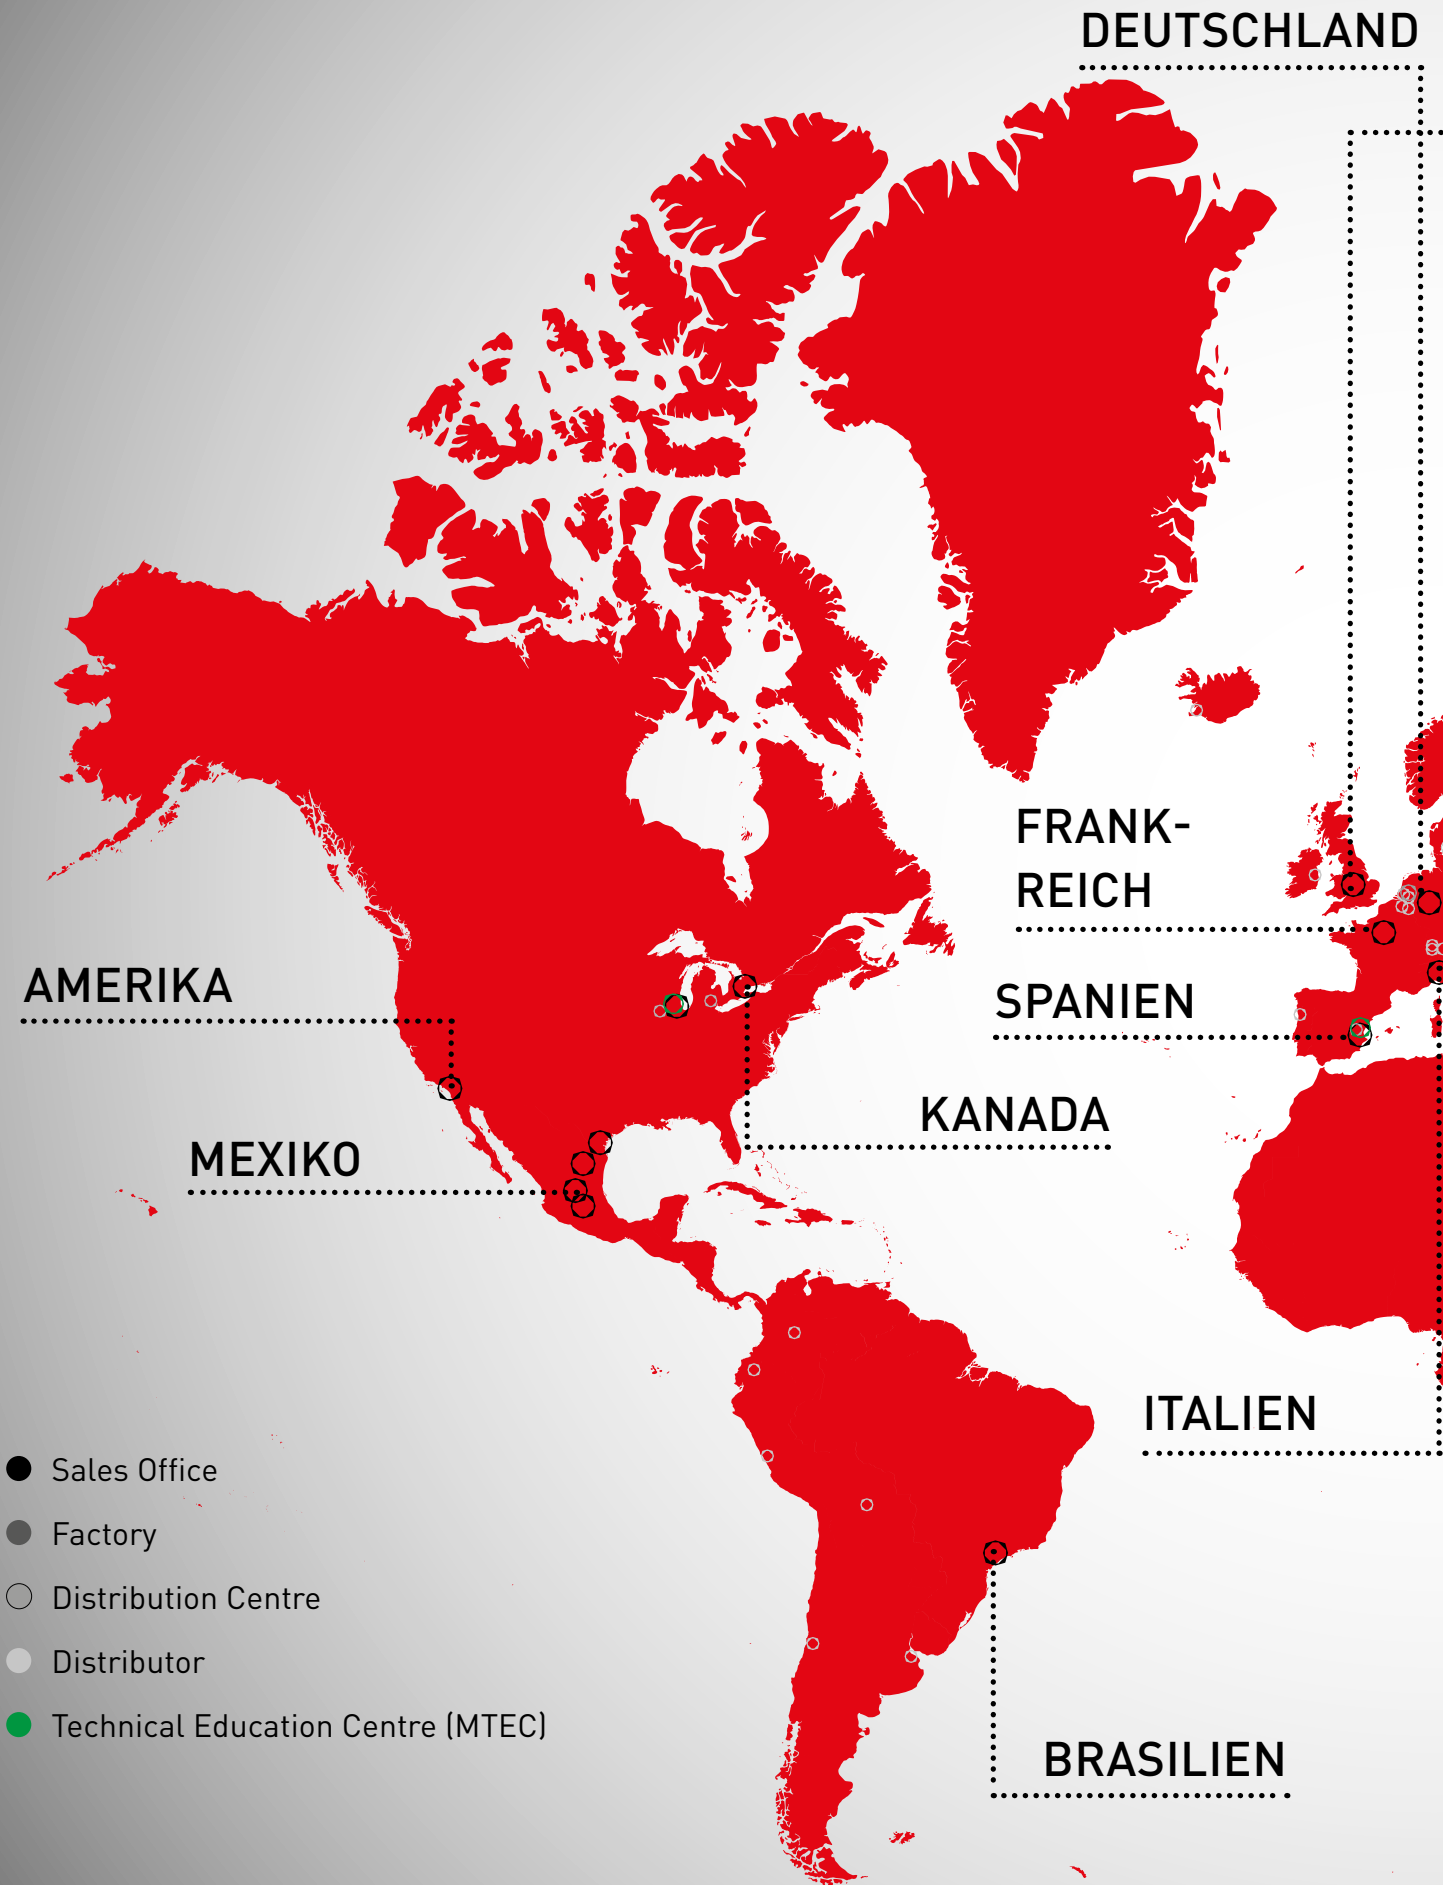 DEUTSCHLAND
FRANK-
REICH
AMERIKA
SPANIEN
KANADA
MEXIKO
ITALIEN
Sales Office
Factory
Distribution Centre
Distributor
Technical Education Centre (MTEC)
BRASILIEN